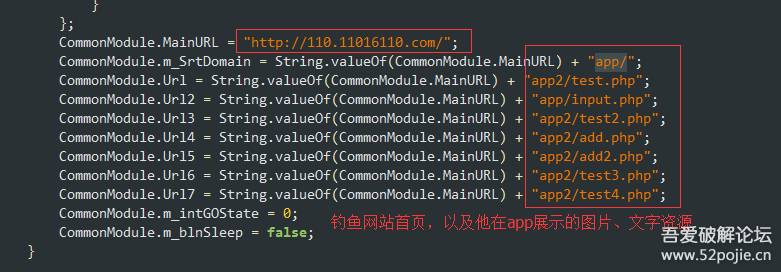 }
};
CommonModule.MainURL = "http://110.11016110.com/";
CommonModule.m_SrtDomain = String.valueOf(CommonModule.MainURL) + "app/";
CommonModule.Url = String.valueOf(CommonModule.MainURL) + "app2/test.php";
CommonModule.Url2 = String.valueOf(CommonModule.MainURL) + "app/input.php";
CommonModule.Url3 = String.valueOf(CommonModule.MainURL) + "app2/test2.php";
CommonModule.Url4 = String.valueOf(CommonModule.MainURL) + "app2/add.php";
CommonModule.Url5 = String.valueOf(CommonModule.MainURL) + "app2/add2.php";
CommonModule.Url6 = String.valueOf(CommonModule.MainURL) + "app2/test3.php";
CommonModule.Url7 = String.valueOf(CommonModule.MainURL) + "app2/test4.php";
CommonModule.m_intGOState = 0;
钓鱼网站首页，以及他在app展示的图片、文字资源
CommonModule.m_blnSleep = false;
}
吾爱破解论坛
www.52pojie.cn